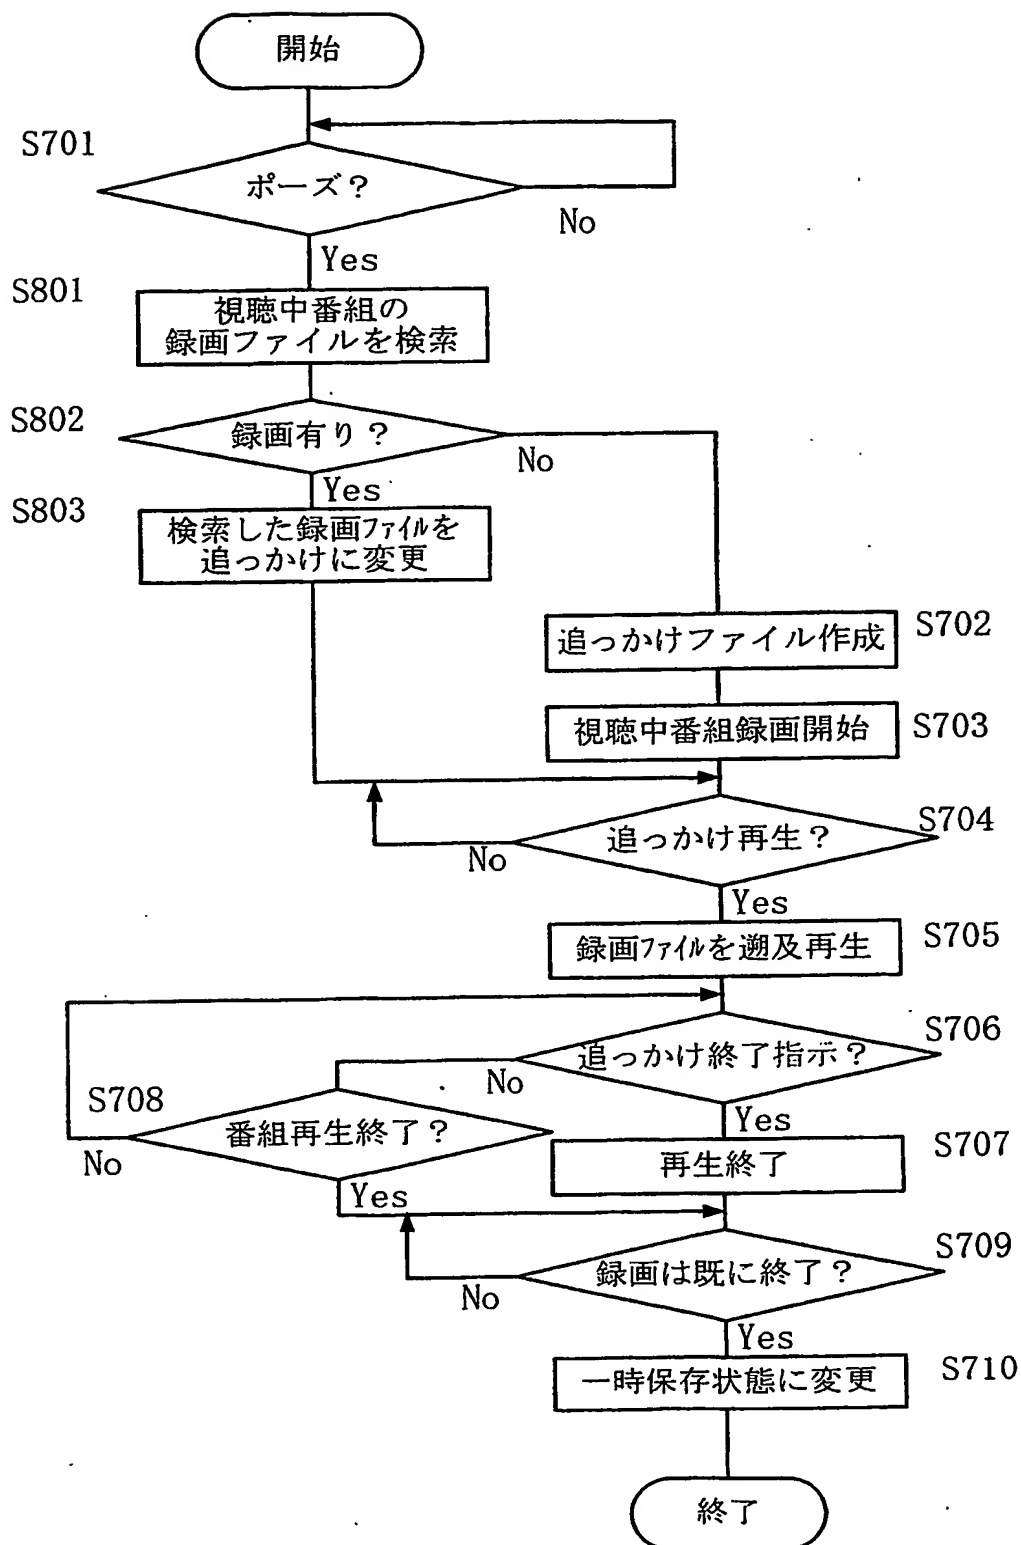 開始
S701
ポーズ?
No
Yes
S801
視聴中番組の
録画ファイルを検索
S802
録画有り?
No
Yes
S803
検索した録画ファイルを
追っかけに変更
追っかけファイル作成
S702
視聴中番組録画開始
S703
追っかけ再生?
S704
No
Yes
録画ファイルを遡及再生
S705
追っかけ終了指示?
S706
No
Yes
S708
番組再生終了?
No
Yes
再生終了
S707
録画は既に終了?
S709
No
Yes
一時保存状態に変更
S710
終了